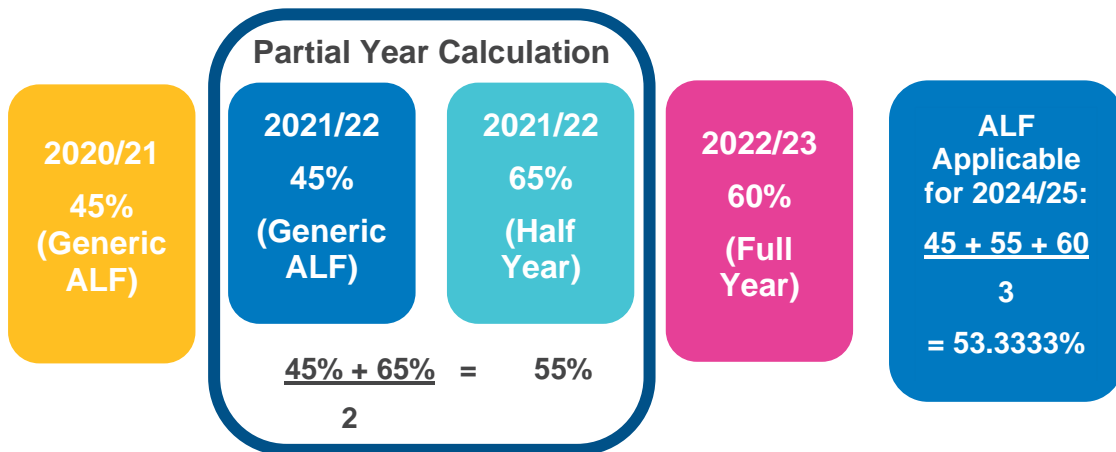 Partial Year Calculation
2020/21
45%
(Generic
ALF)
2021/22
45%
(Generic
ALF)
2021/22
65%
(Half
Year)
45% + 65% = 55%
2
2022/23
60%
(Full
Year)
ALF
Applicable
for 2024/25:
45 + 55 + 60
3
= 53.3333%